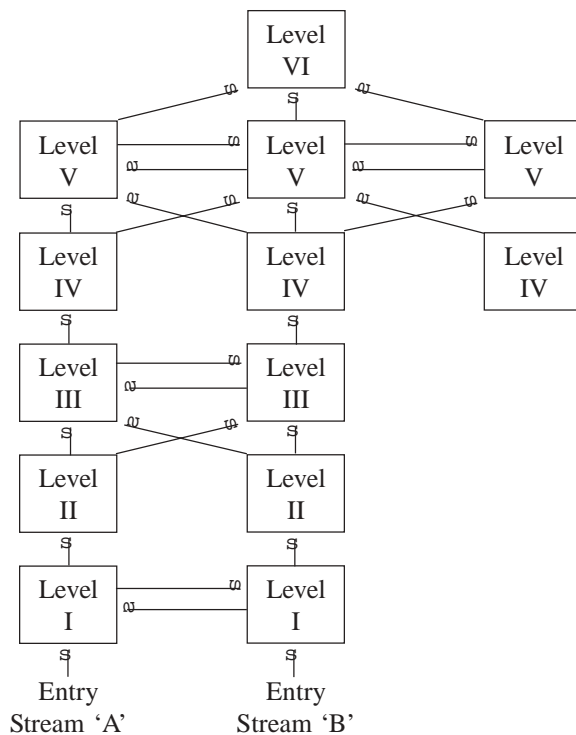 Level
VI
Level
V
Level
V
Level
V
Level
IV
Level
IV
Level
IV
Level
III
Level
III
Level
II
Level
II
Level
I
Level
I
Entry
Stream ‘A’
Entry
Stream ‘B’